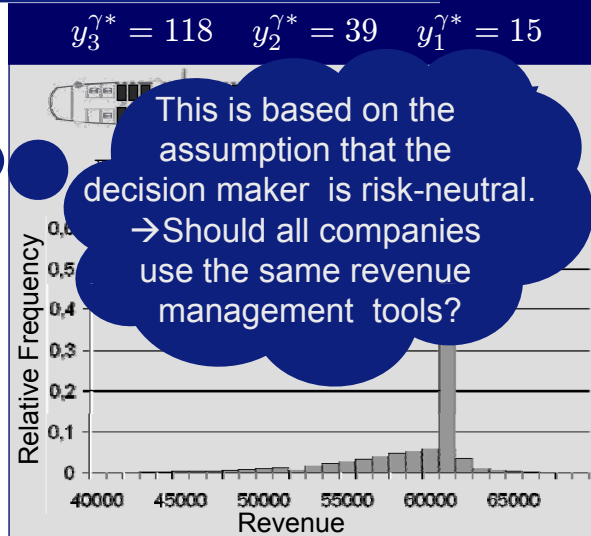 y_3^{γ*} = 118 y_2^{γ*} = 39 y_1^{γ*} = 15
This is based on the
assumption that the
decision maker is risk-neutral.
→Should all companies
use the same revenue
management tools?
Relative Frequency
0,5
0,4
0,3
0,2
0,1
0
40000 45000 50000 55000 60000 65000
Revenue